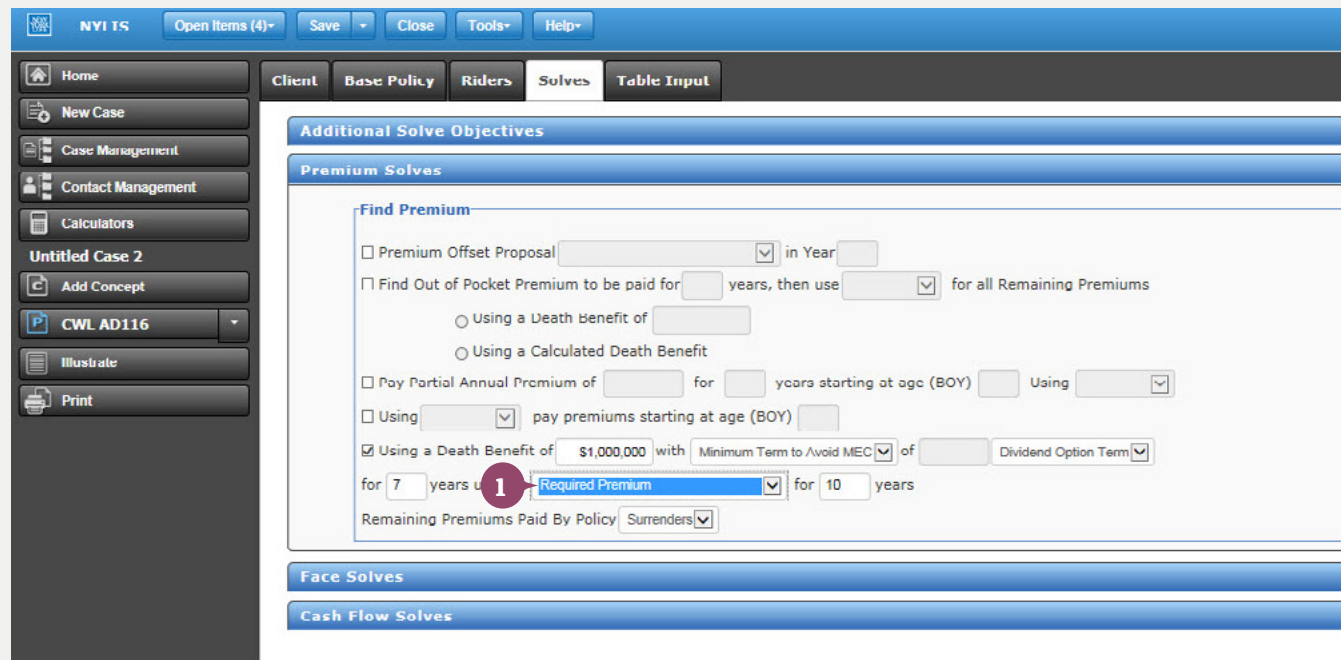 NYLTS Open Items (4) Save Close Tools Help
Home
New Case
Case Management
Contact Management
Calculators
Untitled Case 2
Add Concept
CWL AD116
Illustrate
Print
Client Base Policy Riders Solves Table Input
Additional Solve Objectives
Premium Solves
Find Premium
Premium Offset Proposal in Year
Find Out of Pocket Premium to be paid for years, then use for all Remaining Premiums
Using a Death Benefit of
Using a Calculated Death Benefit
Pay Partial Annual Premium of for years starting at age (BOY) Using
Using pay premiums starting at age (BOY)
Using a Death Benefit of $1,000,000 with Minimum Term to Avoid MEC of Dividend Option Term
for 7 years u 1 Required Premium for 10 years
Remaining Premiums Paid By Policy Surrenders
Face Solves
Cash Flow Solves